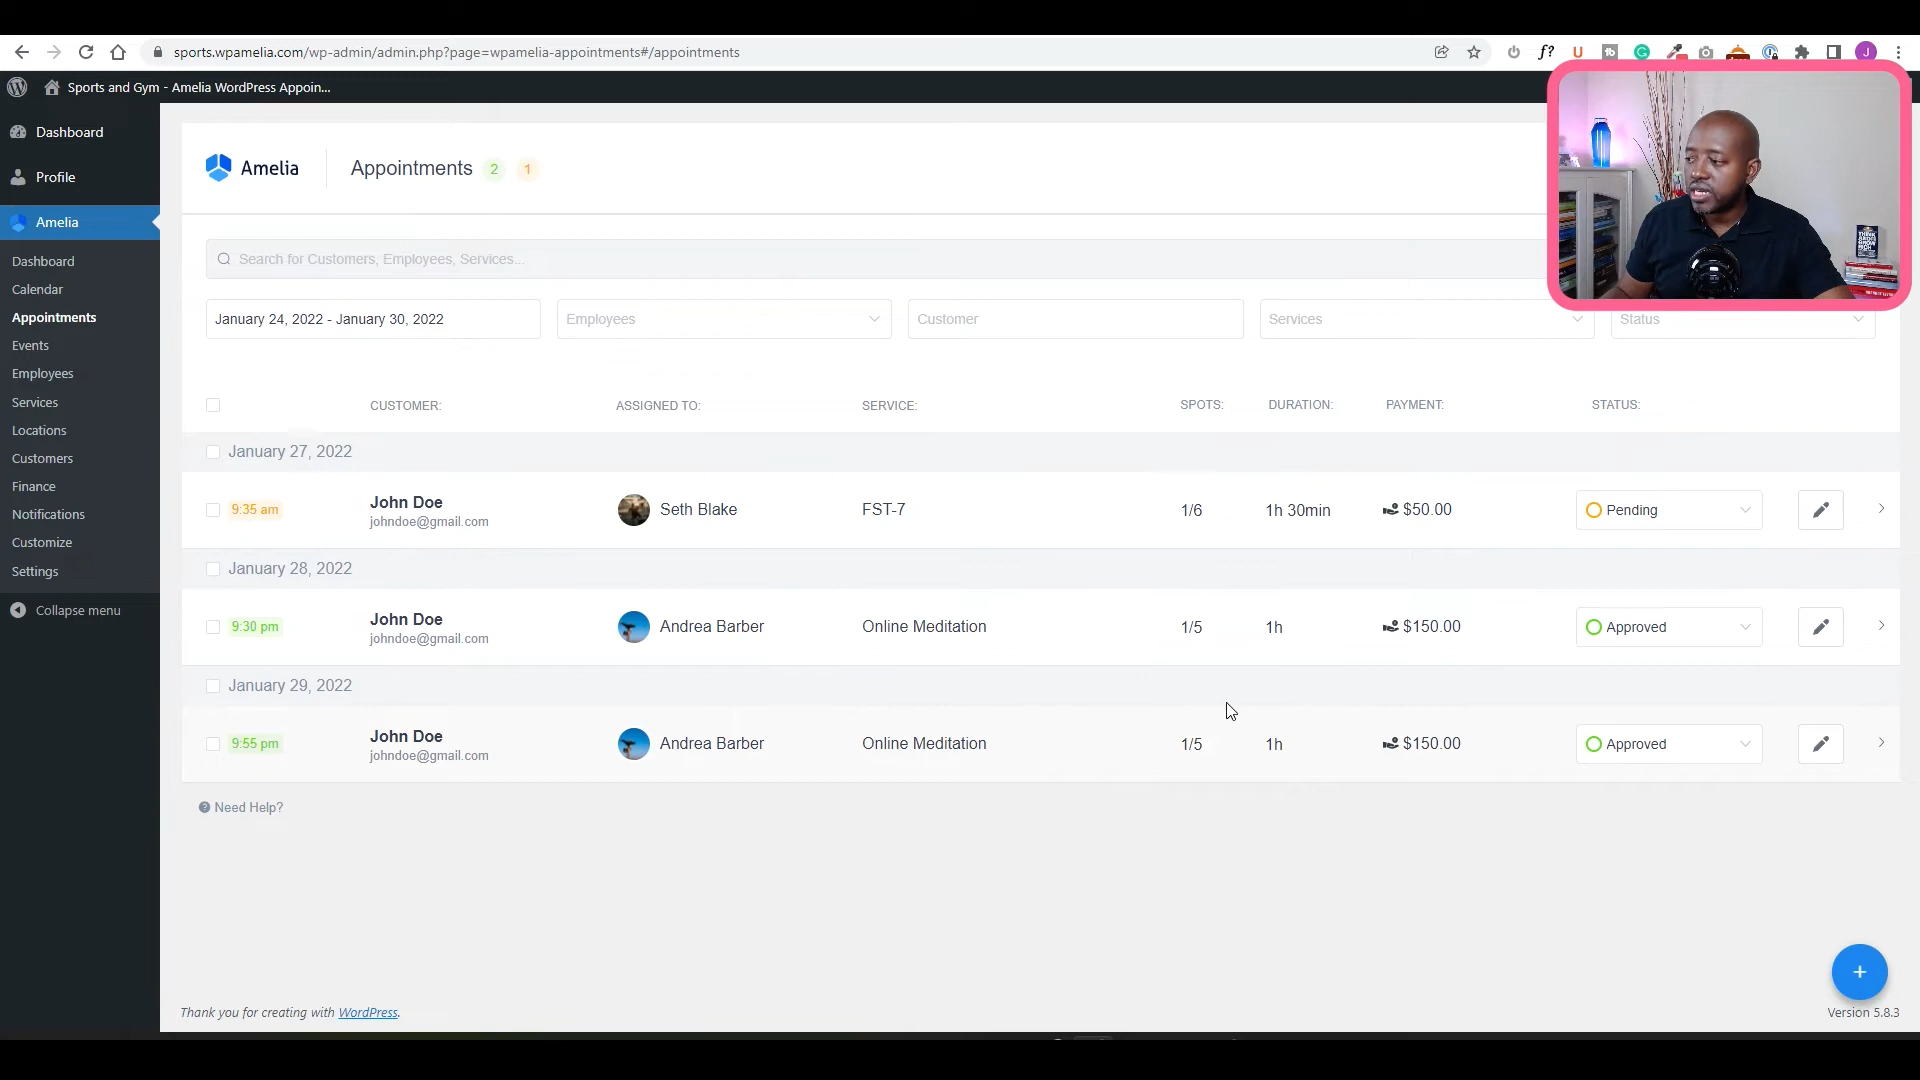 sports.wpamelia.com/wp-admin/admin.php?page=wpamelia-appointments#/appointments
f?
U
J
Sports and Gym - Amelia WordPress Appoin...
Dashboard
Profile
Amelia
Dashboard
Calendar
Appointments
Events
Employees
Services
Locations
Customers
Finance
Notifications
Customize
Settings
Collapse menu
Amelia
Appointments 2 1
Search for Customers, Employees, Services...
January 24, 2022 - January 30, 2022
Employees
Customer
Services
Status
CUSTOMER: ASSIGNED TO: SERVICE: SPOTS: DURATION: PAYMENT: STATUS:
January 27, 2022
9:35 am John Doe Seth Blake FST-7 1/6 1h 30min $50.00 Pending
johndoe@gmail.com
January 28, 2022
9:30 pm John Doe Andrea Barber Online Meditation 1/5 1h $150.00 Approved
johndoe@gmail.com
January 29, 2022
9:55 pm John Doe Andrea Barber Online Meditation 1/5 1h $150.00 Approved
johndoe@gmail.com
Need Help?
+
Thank you for creating with WordPress.
Version 5.8.3
THINK AND GROW RICH